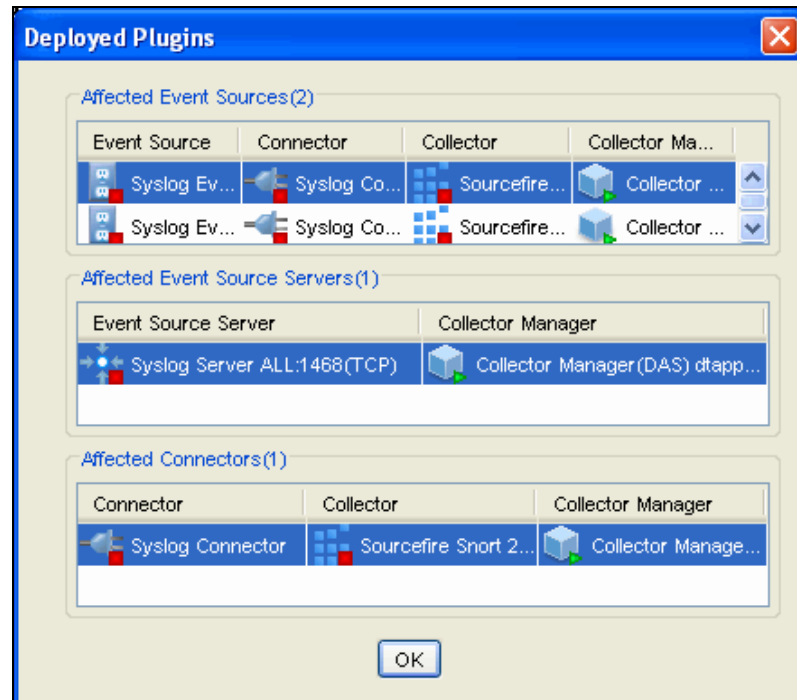 Deployed Plugins
Affected Event Sources(2)
Event Source Connector Collector Collector Ma...
Syslog Ev... Syslog Co... Sourcefire... Collector ...
Syslog Ev... Syslog Co... Sourcefire... Collector ...
Affected Event Source Servers(1)
Event Source Server Collector Manager
Syslog Server ALL:1468(TCP) Collector Manager(DAS) dtapp...
Affected Connectors(1)
Connector Collector Collector Manager
Syslog Connector Sourcefire Snort 2... Collector Manage...
OK